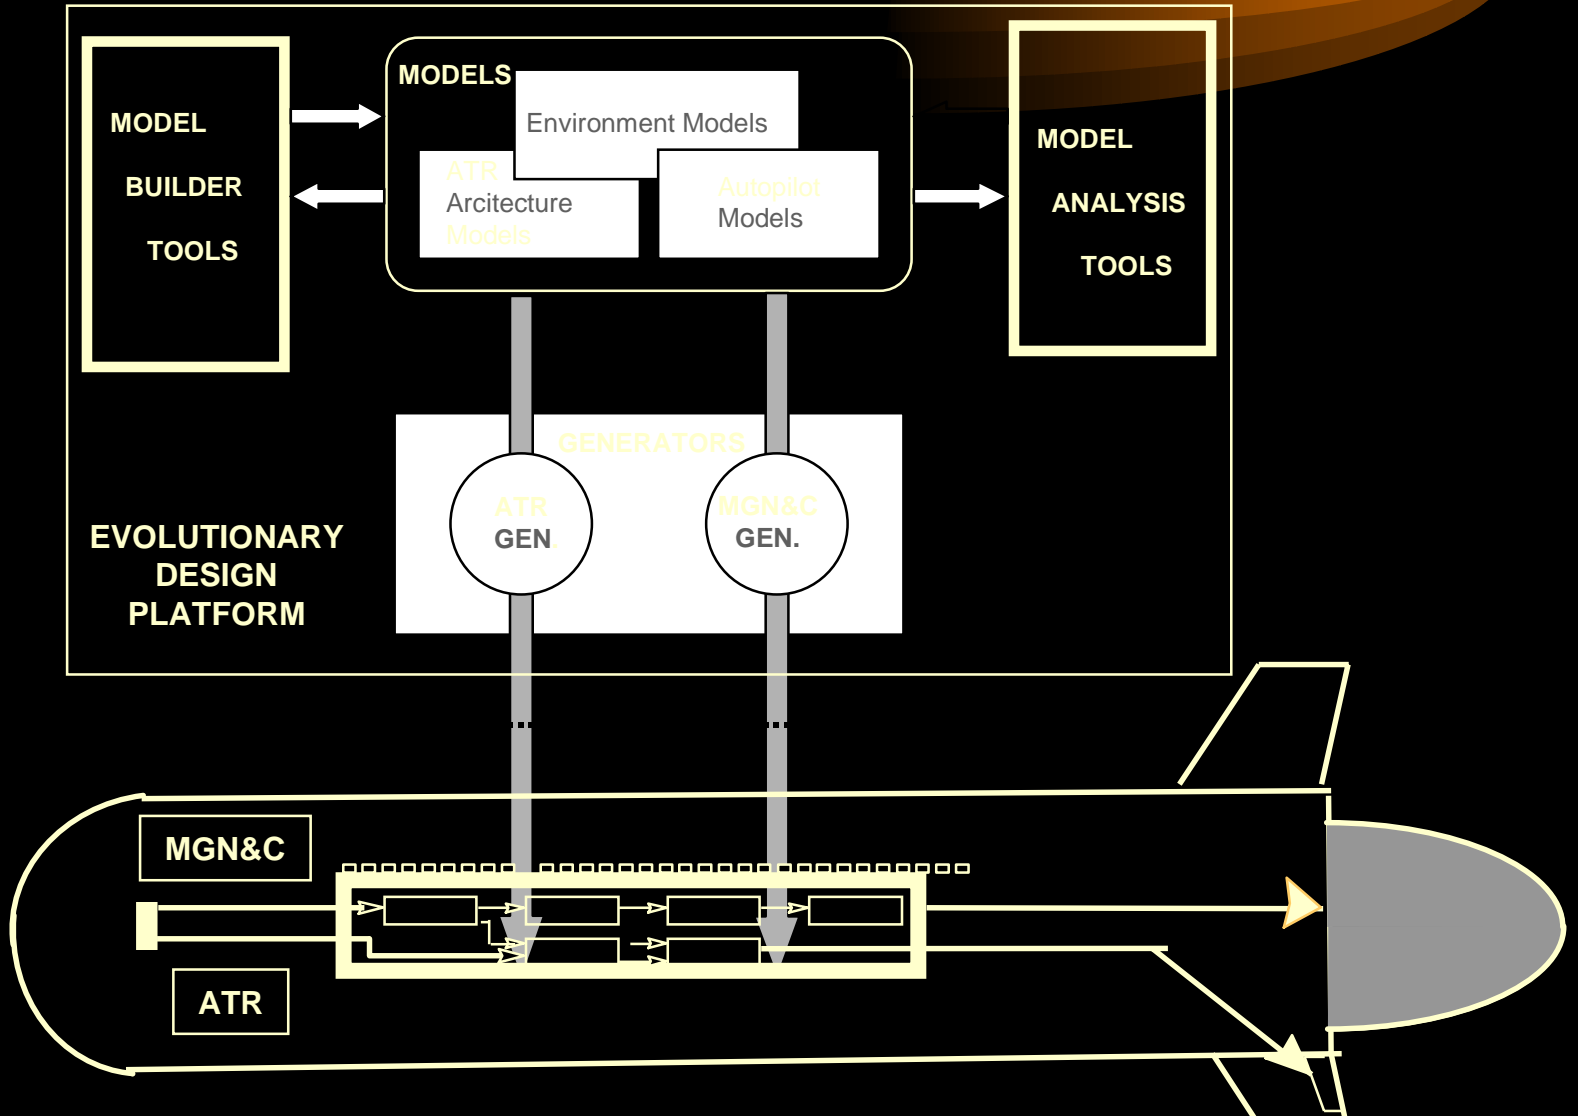 MODELS
MODEL
BUILDER
TOOLS
Environment Models
ATR
Arcitecture
Models
Autopilot
Models
MODEL
ANALYSIS
TOOLS
GENERATORS
ATR
GEN.
MGN&C
GEN.
EVOLUTIONARY
DESIGN
PLATFORM
MGN&C
ATR